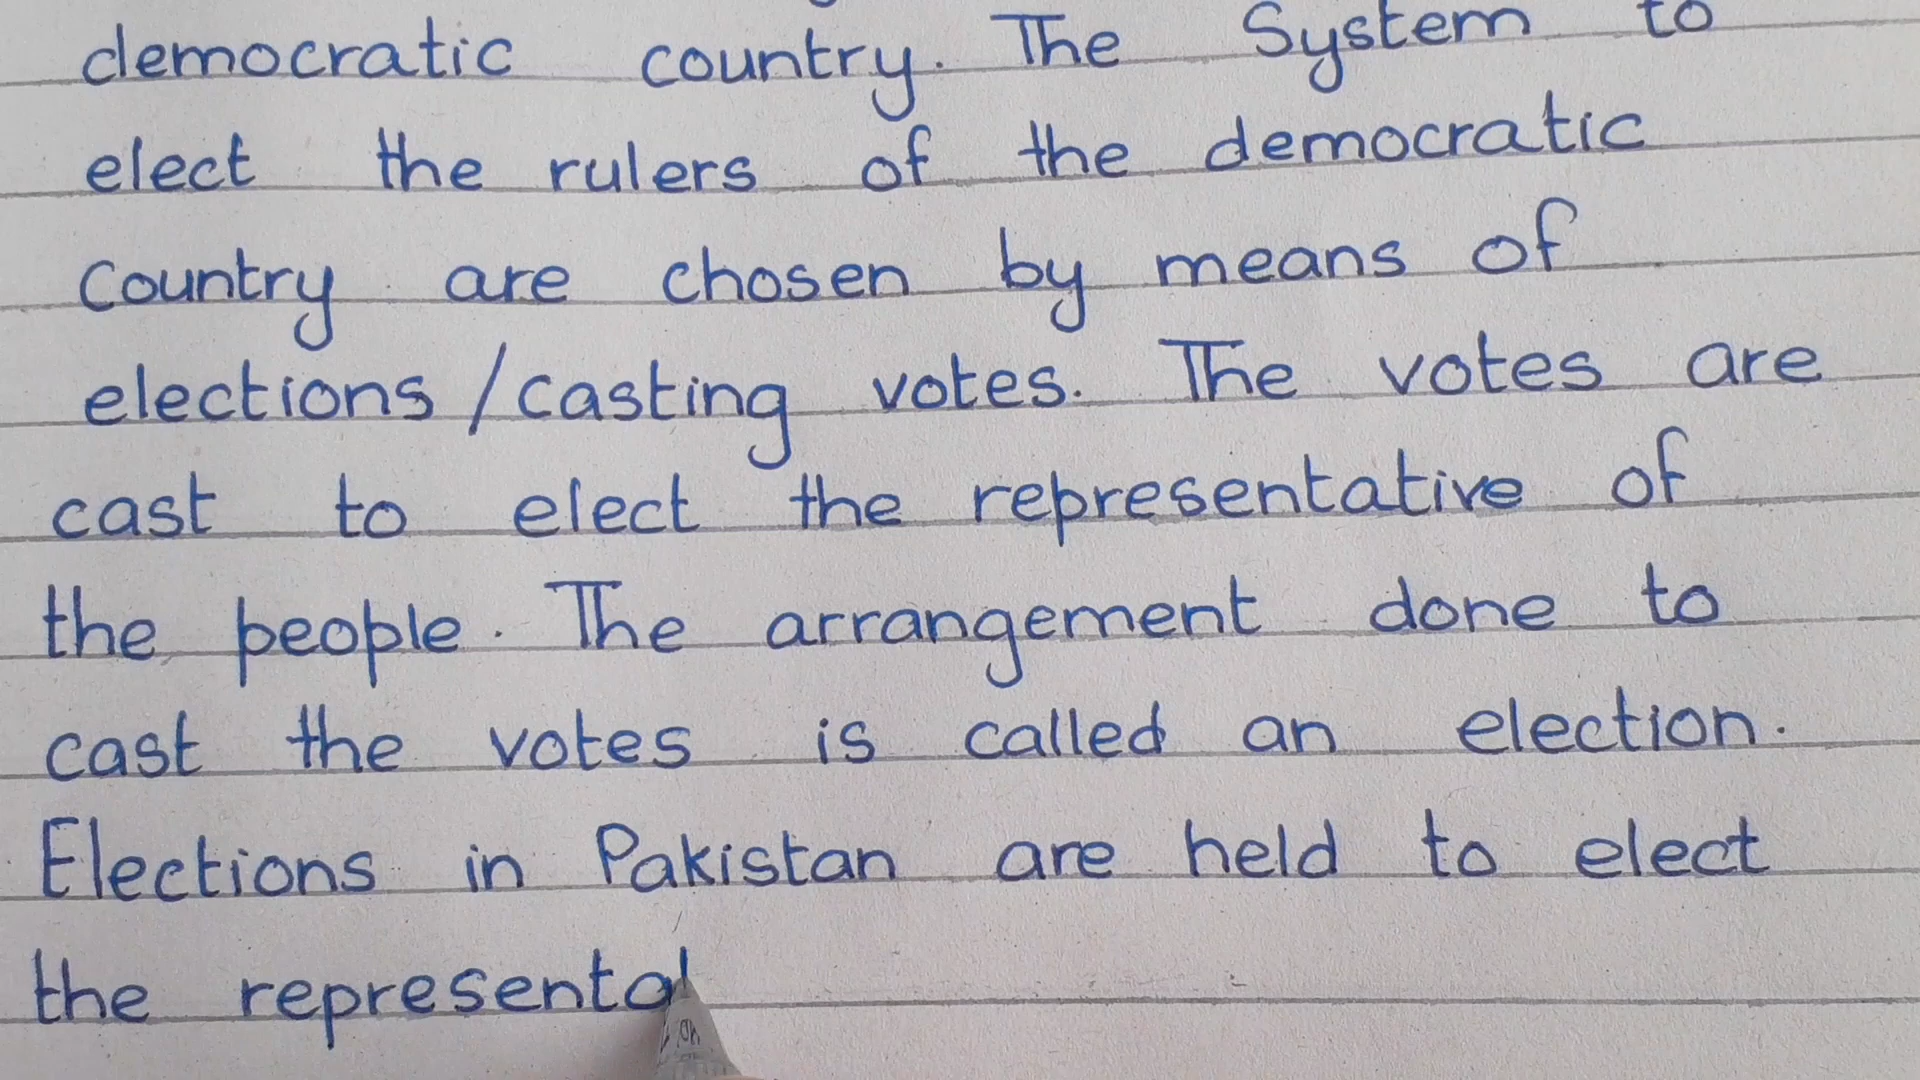 democratic country. The System to
elect the rulers of the democratic
country are chosen by means of
elections/casting votes. The votes are
cast to elect the representative of
the people. The arrangement done to
cast the votes is called an election.
Elections in Pakistan are held to elect
the representat